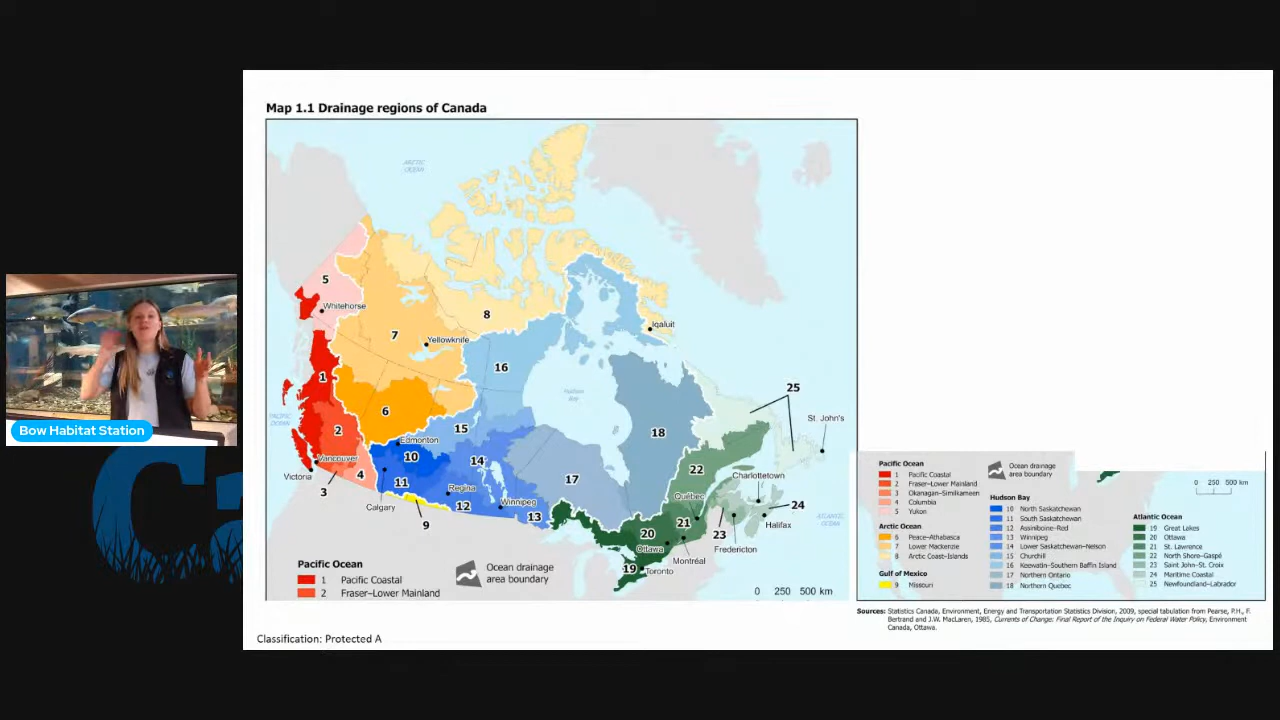 Map 1.1 Drainage regions of Canada
ARCTIC OCEAN
5
Whitehorse
7
8
Yellowknife
Iqaluit
16
1
PACIFIC OCEAN
Hudson Bay
25
6
2
15
18
St. John's
Edmonton
10
14
Vancouver
Victoria
4
3
11
Calgary
Regina
12
9
Winnipeg
13
17
22
Charlottetown
Québec
21
24
Halifax
ATLANTIC OCEAN
20
23
Ottawa
Fredericton
Montréal
19
Toronto
Pacific Ocean
1 Pacific Coastal
2 Fraser–Lower Mainland
Ocean drainage
area boundary
0 250 500 km
Pacific Ocean
1 Pacific Coastal
2 Fraser–Lower Mainland
3 Okanagan–Similkameen
4 Columbia
5 Yukon
Arctic Ocean
6 Peace–Athabasca
7 Lower Mackenzie
8 Arctic Coast–Islands
Gulf of Mexico
9 Missouri
Ocean drainage
area boundary
Hudson Bay
10 North Saskatchewan
11 South Saskatchewan
12 Assiniboine–Red
13 Winnipeg
14 Lower Saskatchewan–Nelson
15 Churchill
16 Keewatin–Southern Baffin Island
17 Northern Ontario
18 Northern Quebec
0 250 500 km
Atlantic Ocean
19 Great Lakes
20 Ottawa
21 St. Lawrence
22 North Shore–Gaspé
23 Saint John–St. Croix
24 Maritime Coastal
25 Newfoundland–Labrador
Sources: Statistics Canada, Environment, Energy and Transportation Statistics Division, 2009, special tabulation from Pearse, P.H., F.
Bertrand and J.W. MacLaren, 1985, Currents of Change: Final Report of the Inquiry on Federal Water Policy, Environment
Canada, Ottawa.
Classification: Protected A
Bow Habitat Station